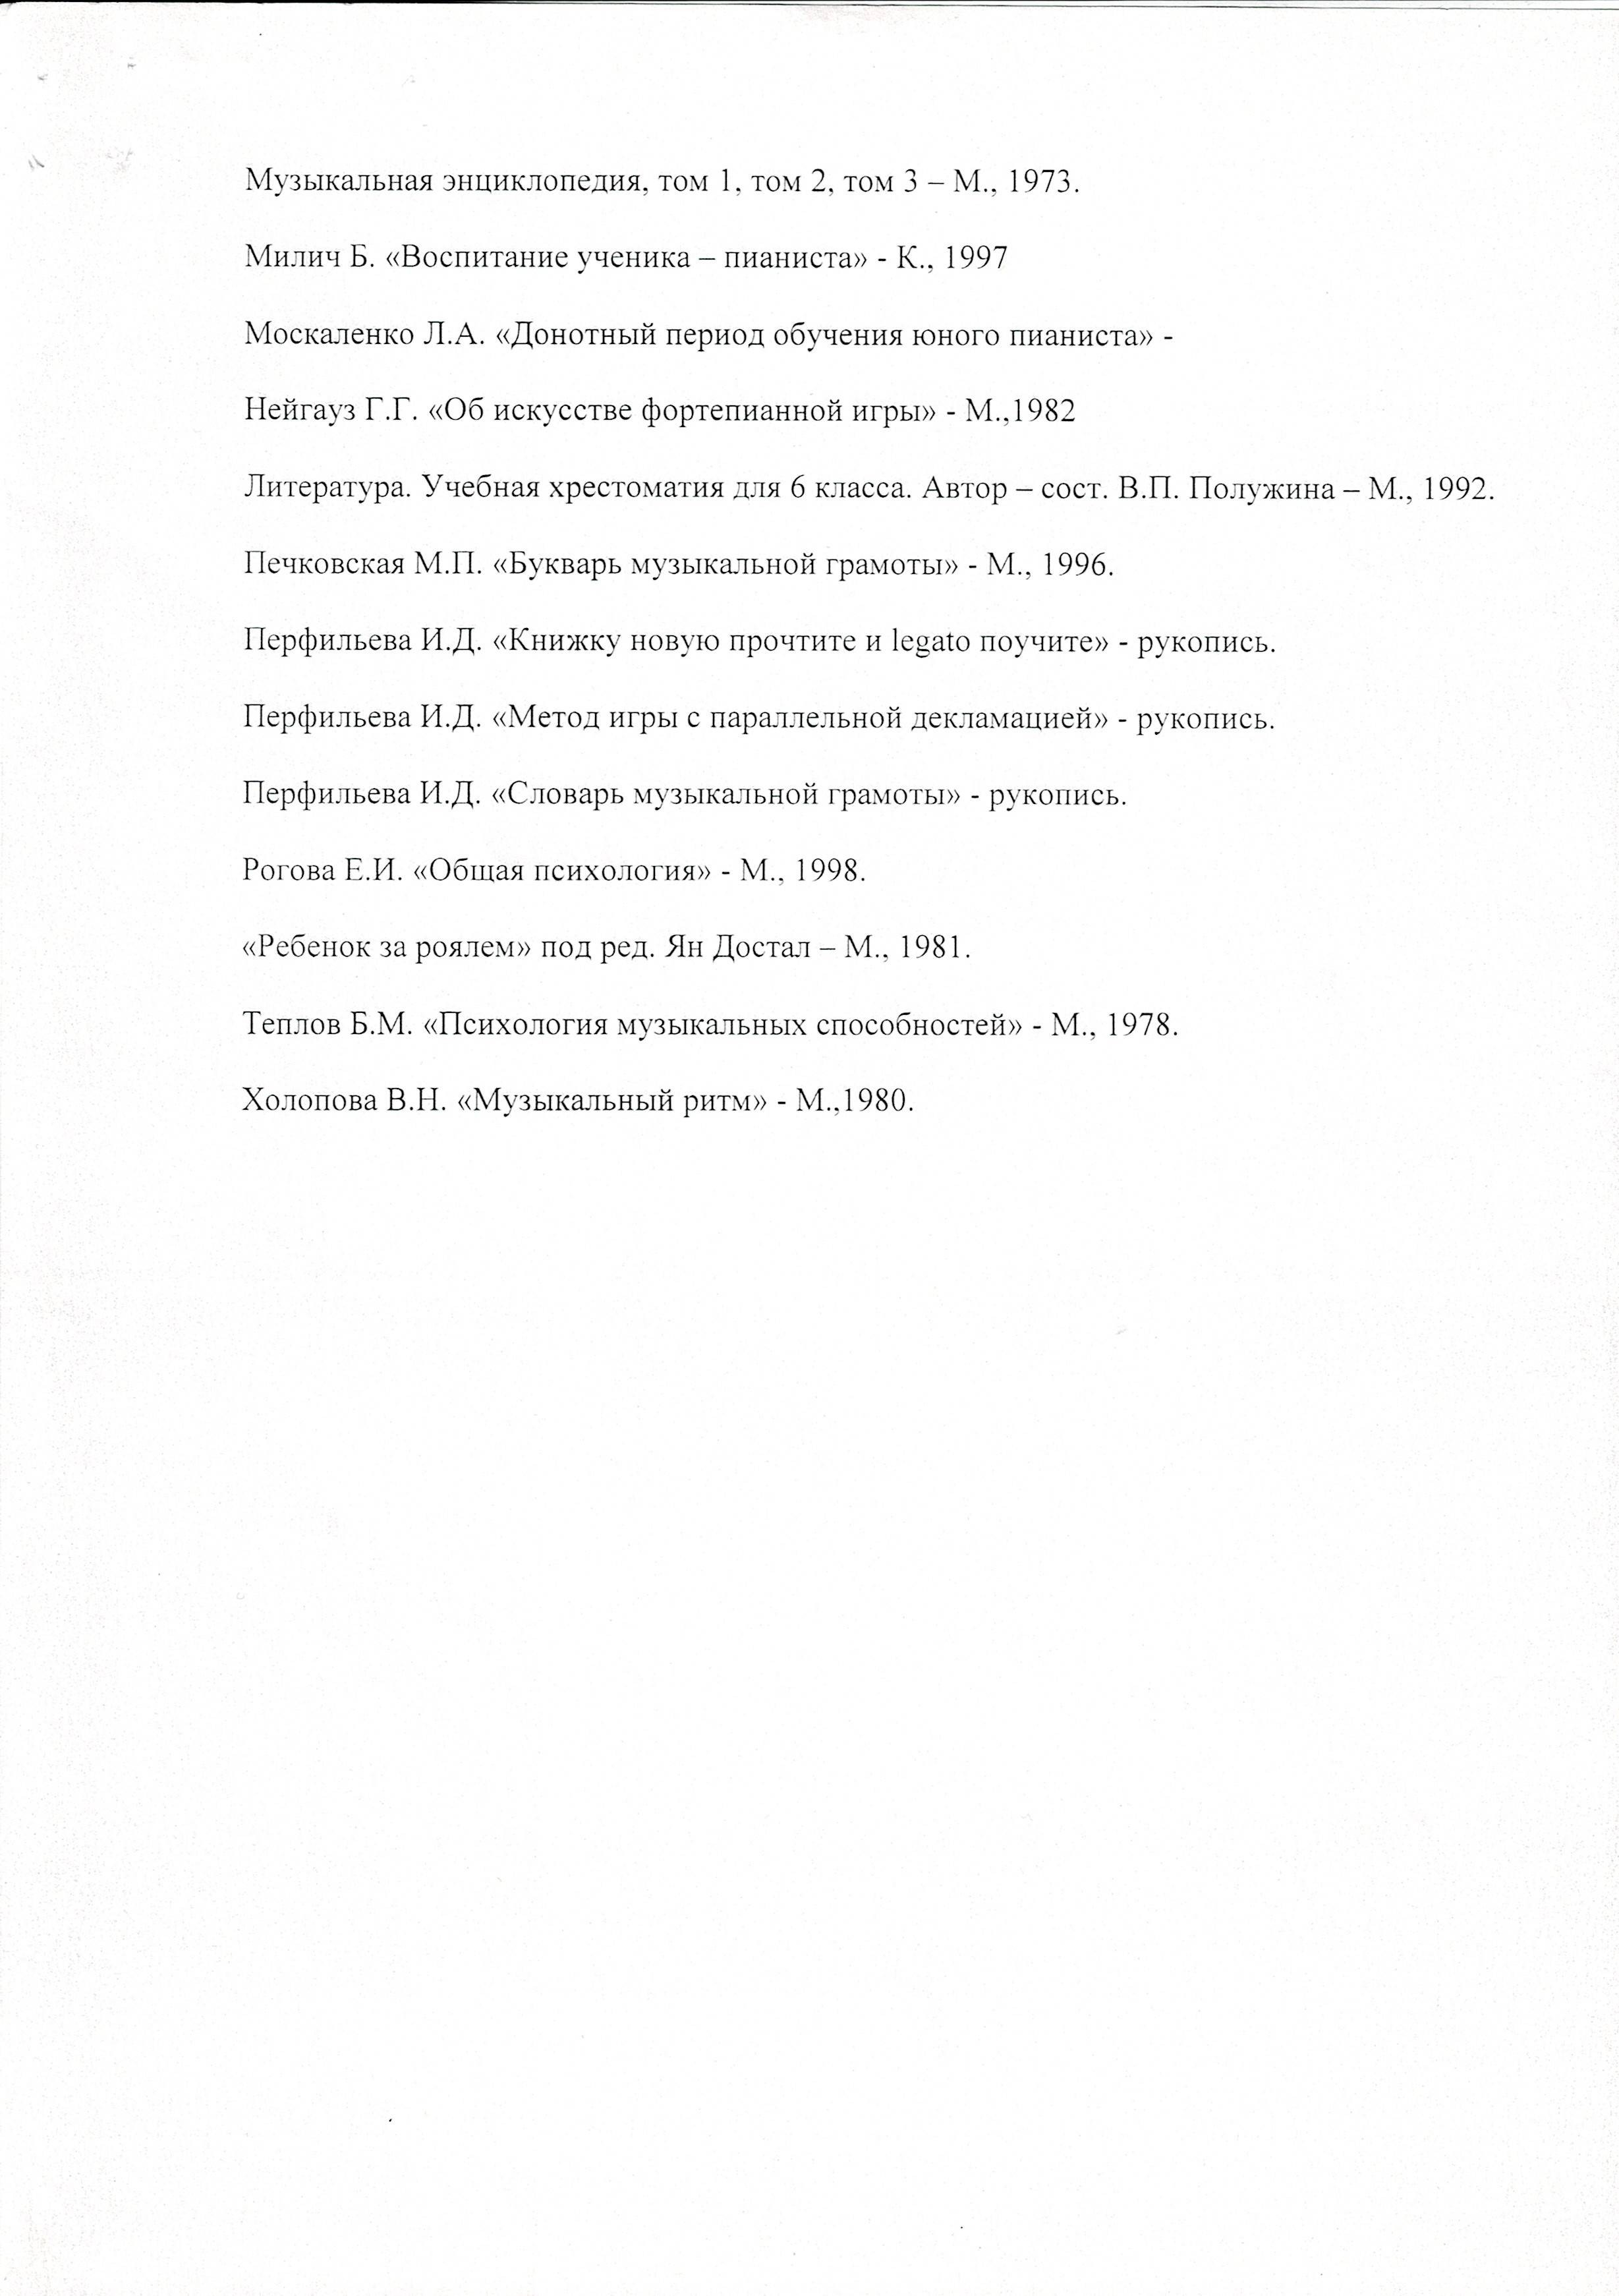 Музыкальная энциклопедия, том 1, том 2, том 3 – М., 1973.
Милич Б. «Воспитание ученика – пианиста» - К., 1997
Москаленко Л.А. «Донотный период обучения юного пианиста» -
Нейгауз Г.Г. «Об искусстве фортепианной игры» - М.,1982
Литература. Учебная хрестоматия для 6 класса. Автор – сост. В.П. Полужина – М., 1992.
Печковская М.П. «Букварь музыкальной грамоты» - М., 1996.
Перфильева И.Д. «Книжку новую прочтите и legato поучите» - рукопись.
Перфильева И.Д. «Метод игры с параллельной декламацией» - рукопись.
Перфильева И.Д. «Словарь музыкальной грамоты» - рукопись.
Рогова Е.И. «Общая психология» - М., 1998.
«Ребенок за роялем» под ред. Ян Достал – М., 1981.
Теплов Б.М. «Психология музыкальных способностей» - М., 1978.
Холопова В.Н. «Музыкальный ритм» - М.,1980.